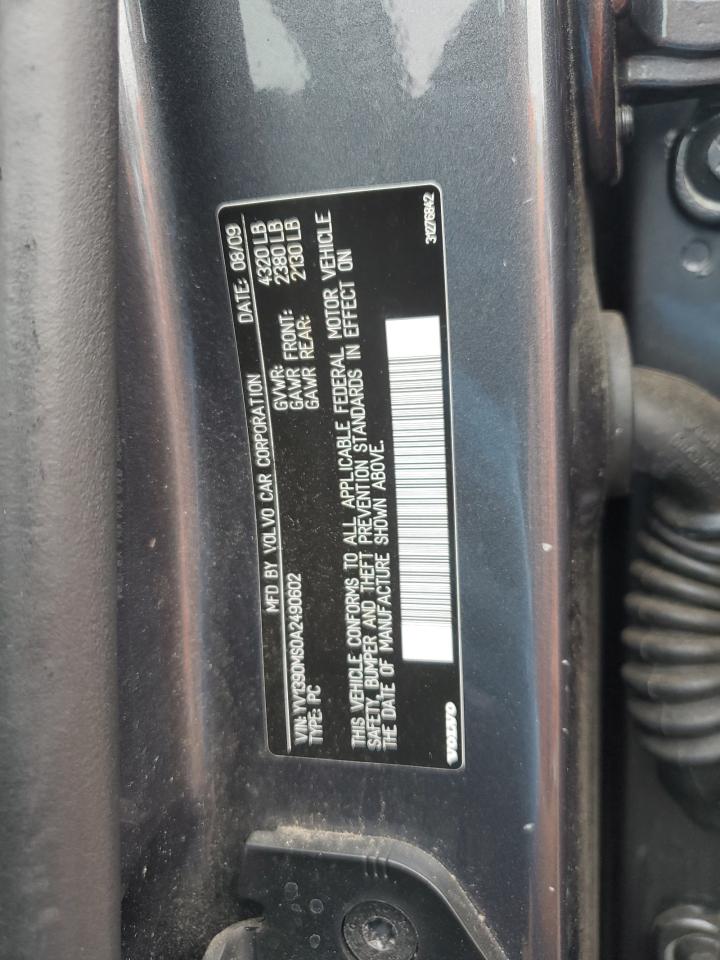 MFD BY VOLVO CAR CORPORATION DATE: 08/09
GVWR: 4320 LB
GAWR FRONT: 2380 LB
GAWR REAR: 2130 LB
VIN: YV1390MS0A2490602
TYPE: PC
THIS VEHICLE CONFORMS TO ALL APPLICABLE FEDERAL MOTOR VEHICLE
SAFETY, BUMPER AND THEFT PREVENTION STANDARDS IN EFFECT ON
THE DATE OF MANUFACTURE SHOWN ABOVE.
VOLVO
31276842